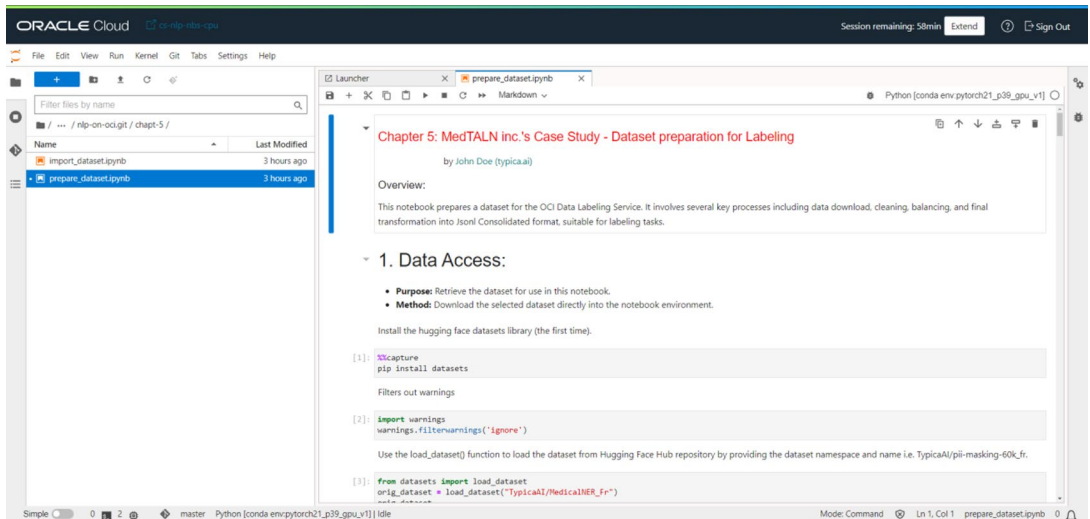 ORACLE Cloud cs-nlp-nbs-cpu Session remaining: 58min Extend Sign Out
File Edit View Run Kernel Git Tabs Settings Help
Launcher prepare_dataset.ipynb
Markdown Python [conda env:pytorch21_p39_gpu_v1]
Filter files by name
/ ··· / nlp-on-oci.git / chapt-5 /
Name Last Modified
import_dataset.ipynb 3 hours ago
prepare_dataset.ipynb 3 hours ago
Chapter 5: MedTALN inc.'s Case Study - Dataset preparation for Labeling
by John Doe (typica.ai)
Overview:
This notebook prepares a dataset for the OCI Data Labeling Service. It involves several key processes including data download, cleaning, balancing, and final
transformation into Jsonl Consolidated format, suitable for labeling tasks.
1. Data Access:
• Purpose: Retrieve the dataset for use in this notebook.
• Method: Download the selected dataset directly into the notebook environment.
Install the hugging face datasets library (the first time).
[1]: %%capture
pip install datasets
Filters out warnings
[2]: import warnings
warnings.filterwarnings('ignore')
Use the load_dataset() function to load the dataset from Hugging Face Hub repository by providing the dataset namespace and name i.e. TypicaAI/pii-masking-60k_fr.
[3]: from datasets import load_dataset
orig_dataset = load_dataset("TypicaAI/MedicalNER_Fr")
Simple 0 2 master Python [conda env:pytorch21_p39_gpu_v1] | Idle Mode: Command Ln 1, Col 1 prepare_dataset.ipynb 0